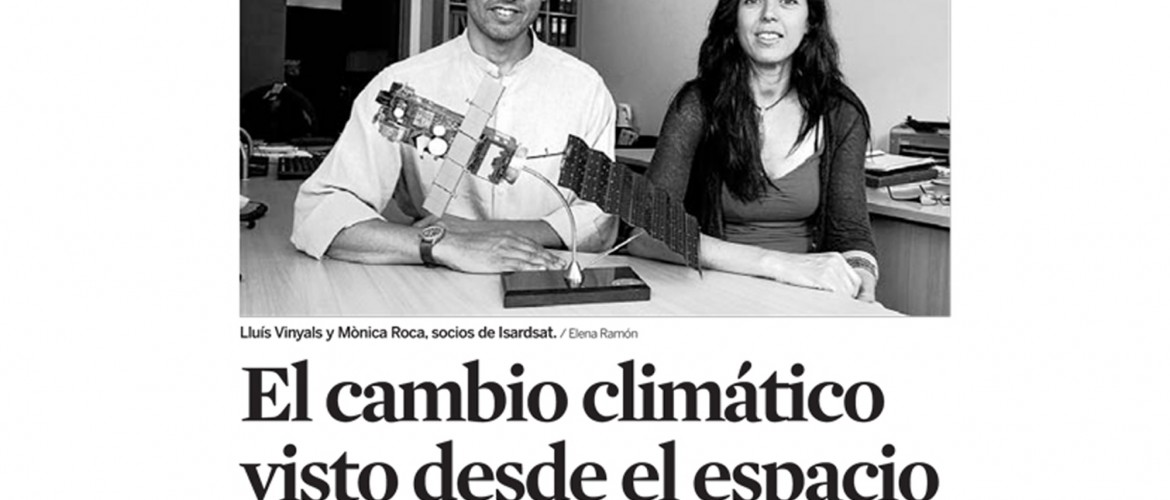 Lluís Vinyals y Mònica Roca, socios de Isardsat. / Elena Ramón
El cambio climático
visto desde el espacio